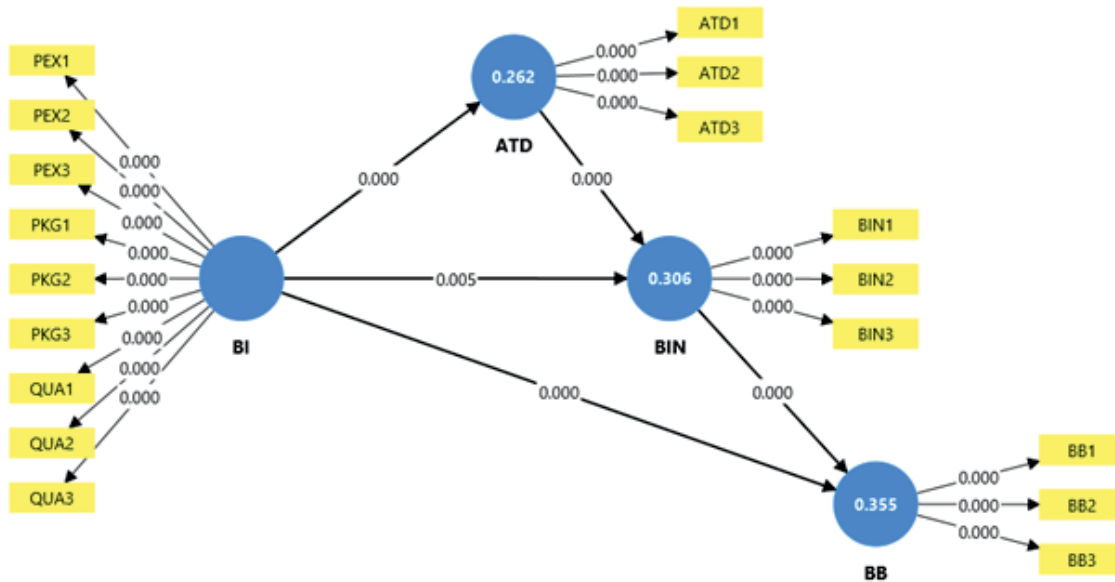 PEX1
PEX2
PEX3
PKG1
PKG2
PKG3
QUA1
QUA2
QUA3
0.000
0.000
0.000
0.000
0.000
0.000
0.000
0.000
0.000
BI
0.000
0.005
0.000
0.262
ATD
0.000
0.000
0.000
ATD1
ATD2
ATD3
0.000
0.306
BIN
0.000
0.000
0.000
BIN1
BIN2
BIN3
0.000
0.355
BB
0.000
0.000
0.000
BB1
BB2
BB3